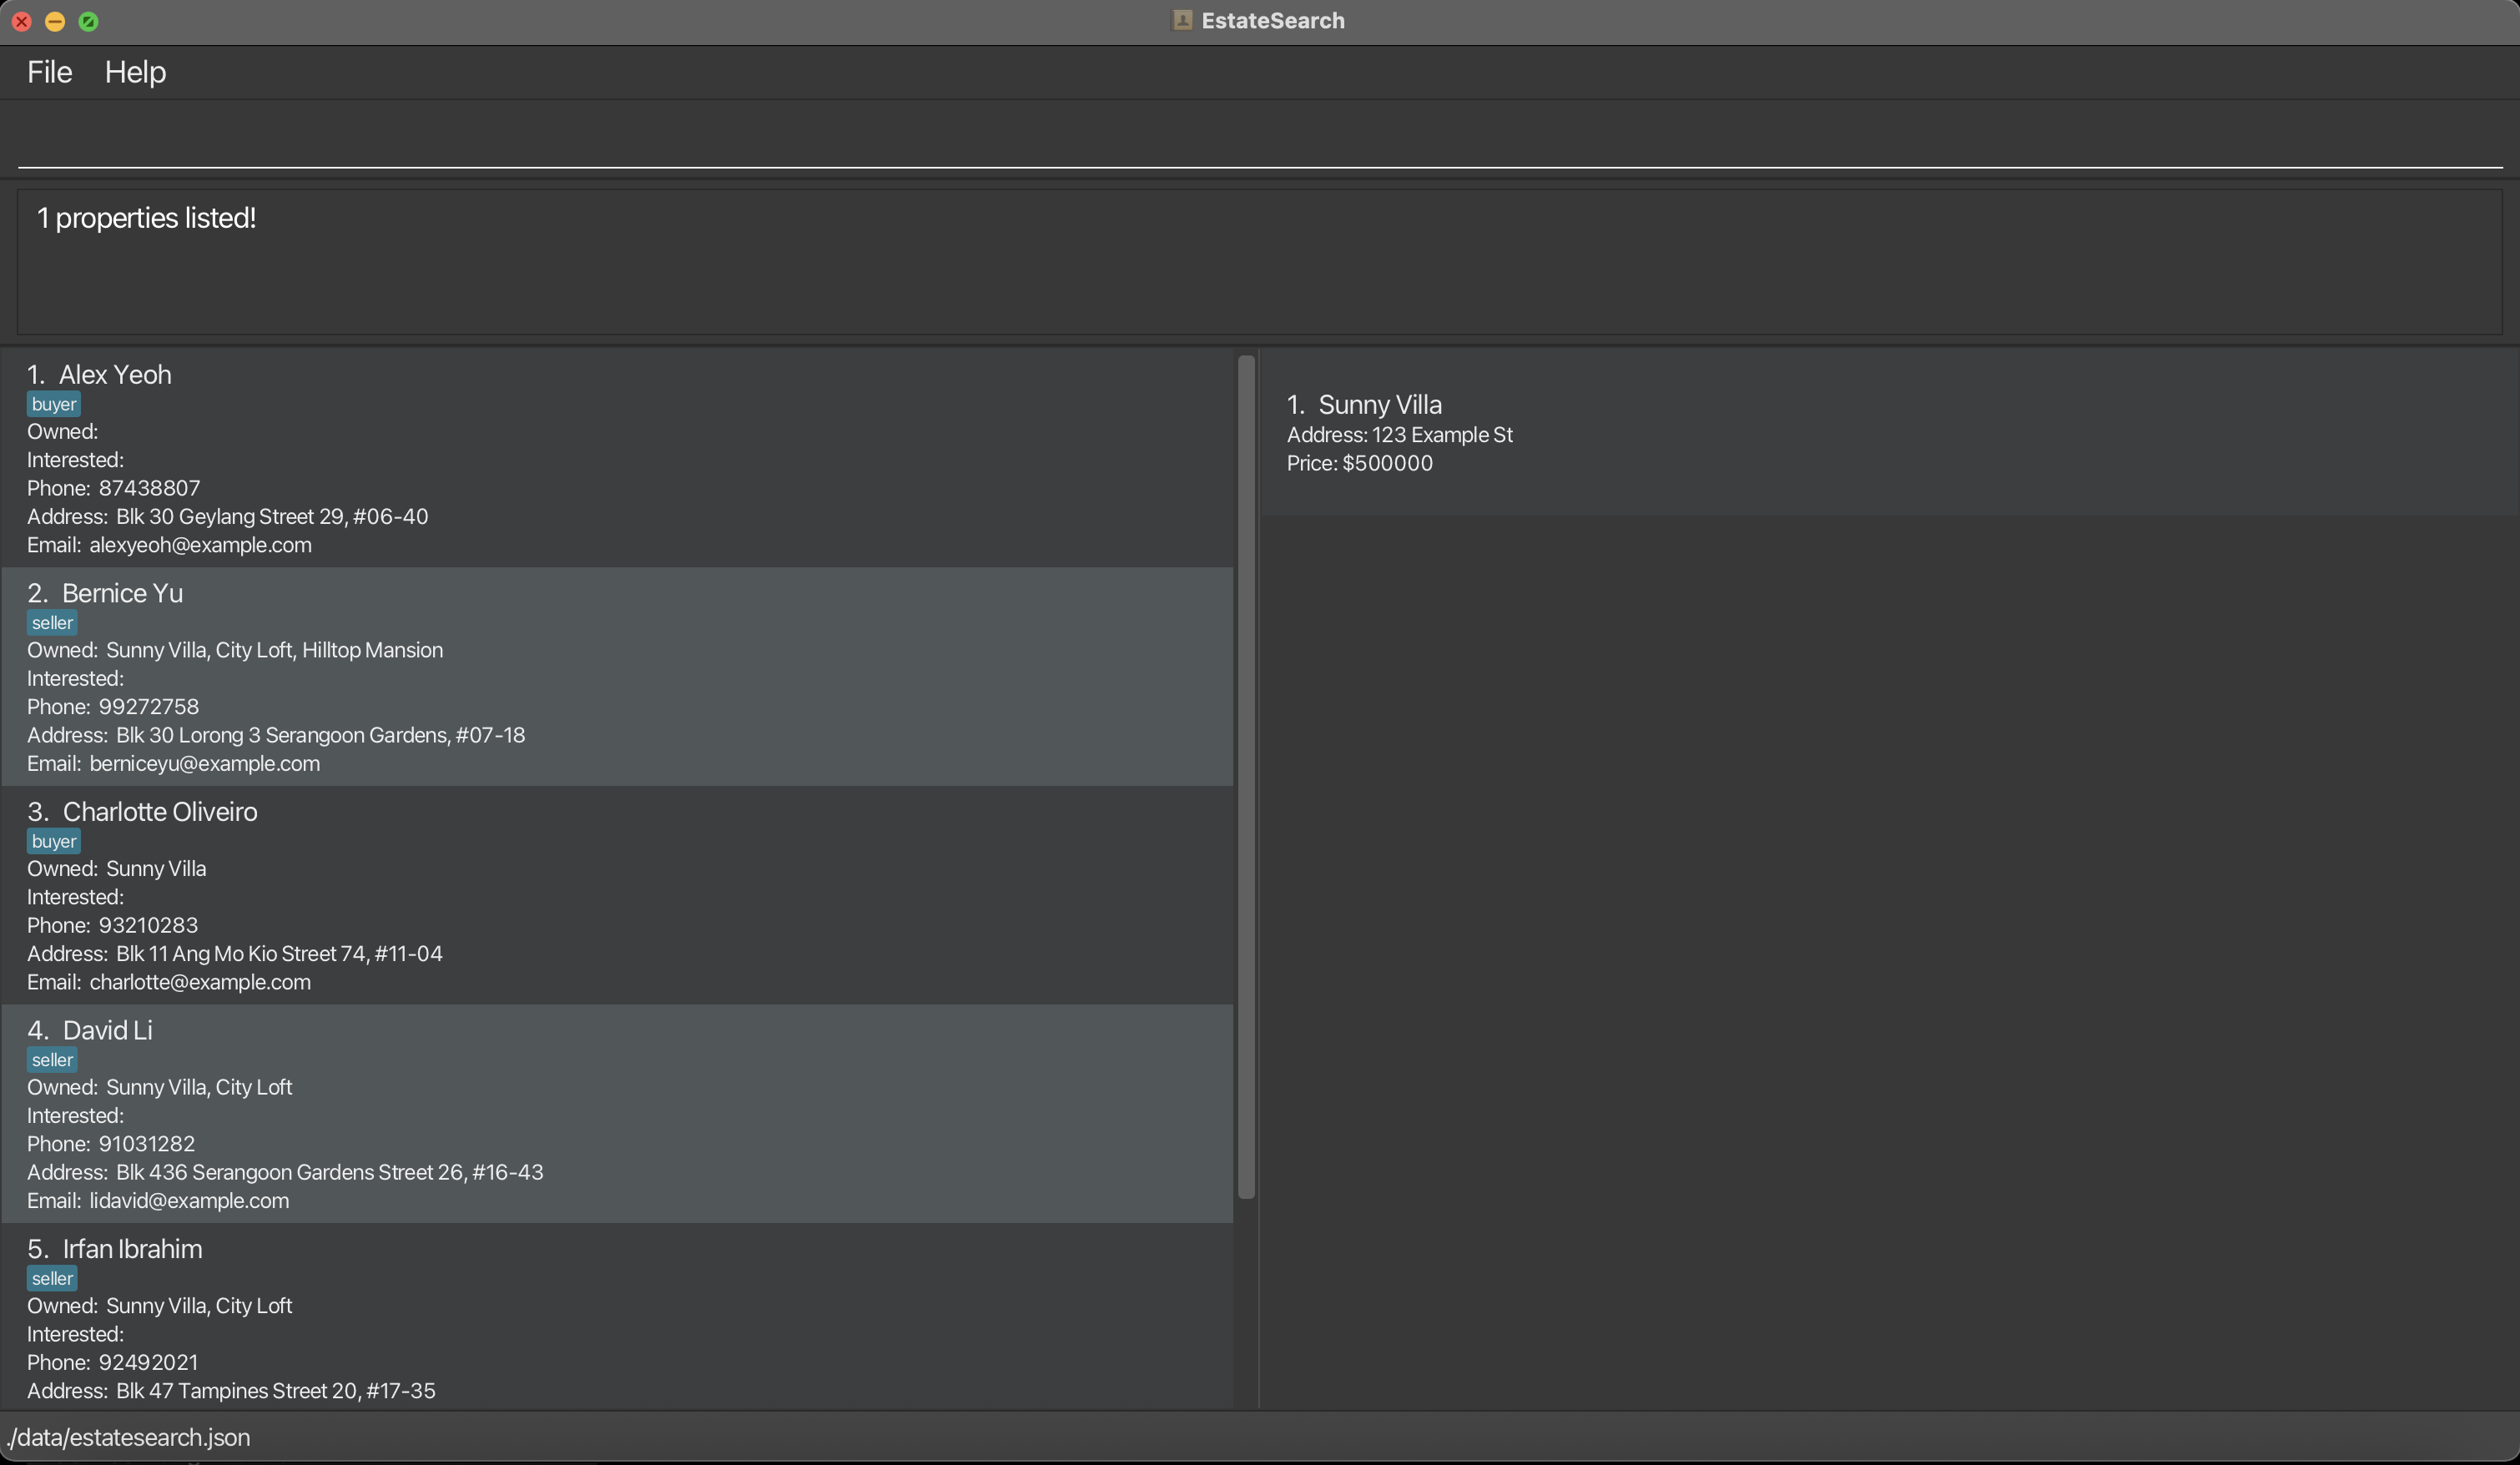 EstateSearch
File Help
1 properties listed!
1. Alex Yeoh
buyer
Owned:
Interested:
Phone: 87438807
Address: Blk 30 Geylang Street 29, #06-40
Email: alexyeoh@example.com
2. Bernice Yu
seller
Owned: Sunny Villa, City Loft, Hilltop Mansion
Interested:
Phone: 99272758
Address: Blk 30 Lorong 3 Serangoon Gardens, #07-18
Email: berniceyu@example.com
3. Charlotte Oliveiro
buyer
Owned: Sunny Villa
Interested:
Phone: 93210283
Address: Blk 11 Ang Mo Kio Street 74, #11-04
Email: charlotte@example.com
4. David Li
seller
Owned: Sunny Villa, City Loft
Interested:
Phone: 91031282
Address: Blk 436 Serangoon Gardens Street 26, #16-43
Email: lidavid@example.com
5. Irfan Ibrahim
seller
Owned: Sunny Villa, City Loft
Interested:
Phone: 92492021
Address: Blk 47 Tampines Street 20, #17-35
1. Sunny Villa
Address: 123 Example St
Price: $500000
./data/estatesearch.json